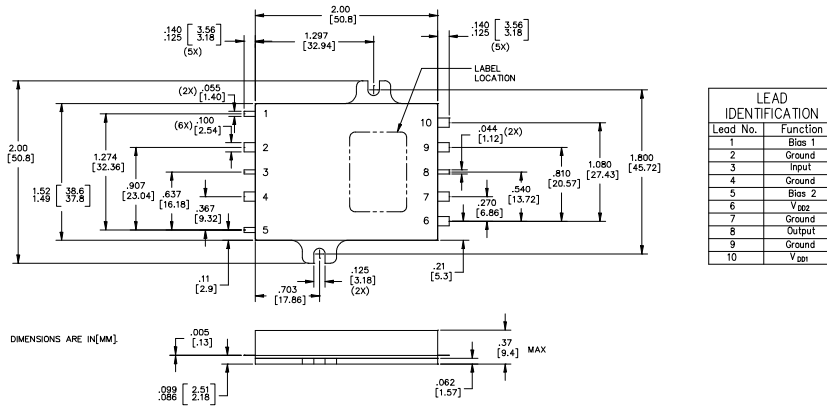 2.00
[50.8]
.140 [3.56]
.125 [3.18]
(5X)
1.297
[32.94]
.140 [3.56]
.125 [3.18]
(5X)
LABEL
LOCATION
(2X) .055
[1.40]
(6X) .100
[2.54]
2.00
[50.8]
1.274
[32.36]
.907
[23.04]
1.52 [38.6]
1.49 [37.8]
.637
[16.18]
.367
[9.32]
1
2
3
4
5
10
9
8
7
6
.044 (2X)
[1.12]
1.080
[27.43]
1.800
[45.72]
.810
[20.57]
.540
[13.72]
.270
[6.86]
.11
[2.9]
.703
[17.86]
.125
[3.18]
(2X)
.21
[5.3]
DIMENSIONS ARE IN[MM].
.005
[.13]
.37
[9.4] MAX
.099 [2.51]
.086 [2.18]
.062
[1.57]
LEAD
IDENTIFICATION
Lead No. Function
1 Bias 1
2 Ground
3 Input
4 Ground
5 Bias 2
6 VDD2
7 Ground
8 Output
9 Ground
10 VDD1